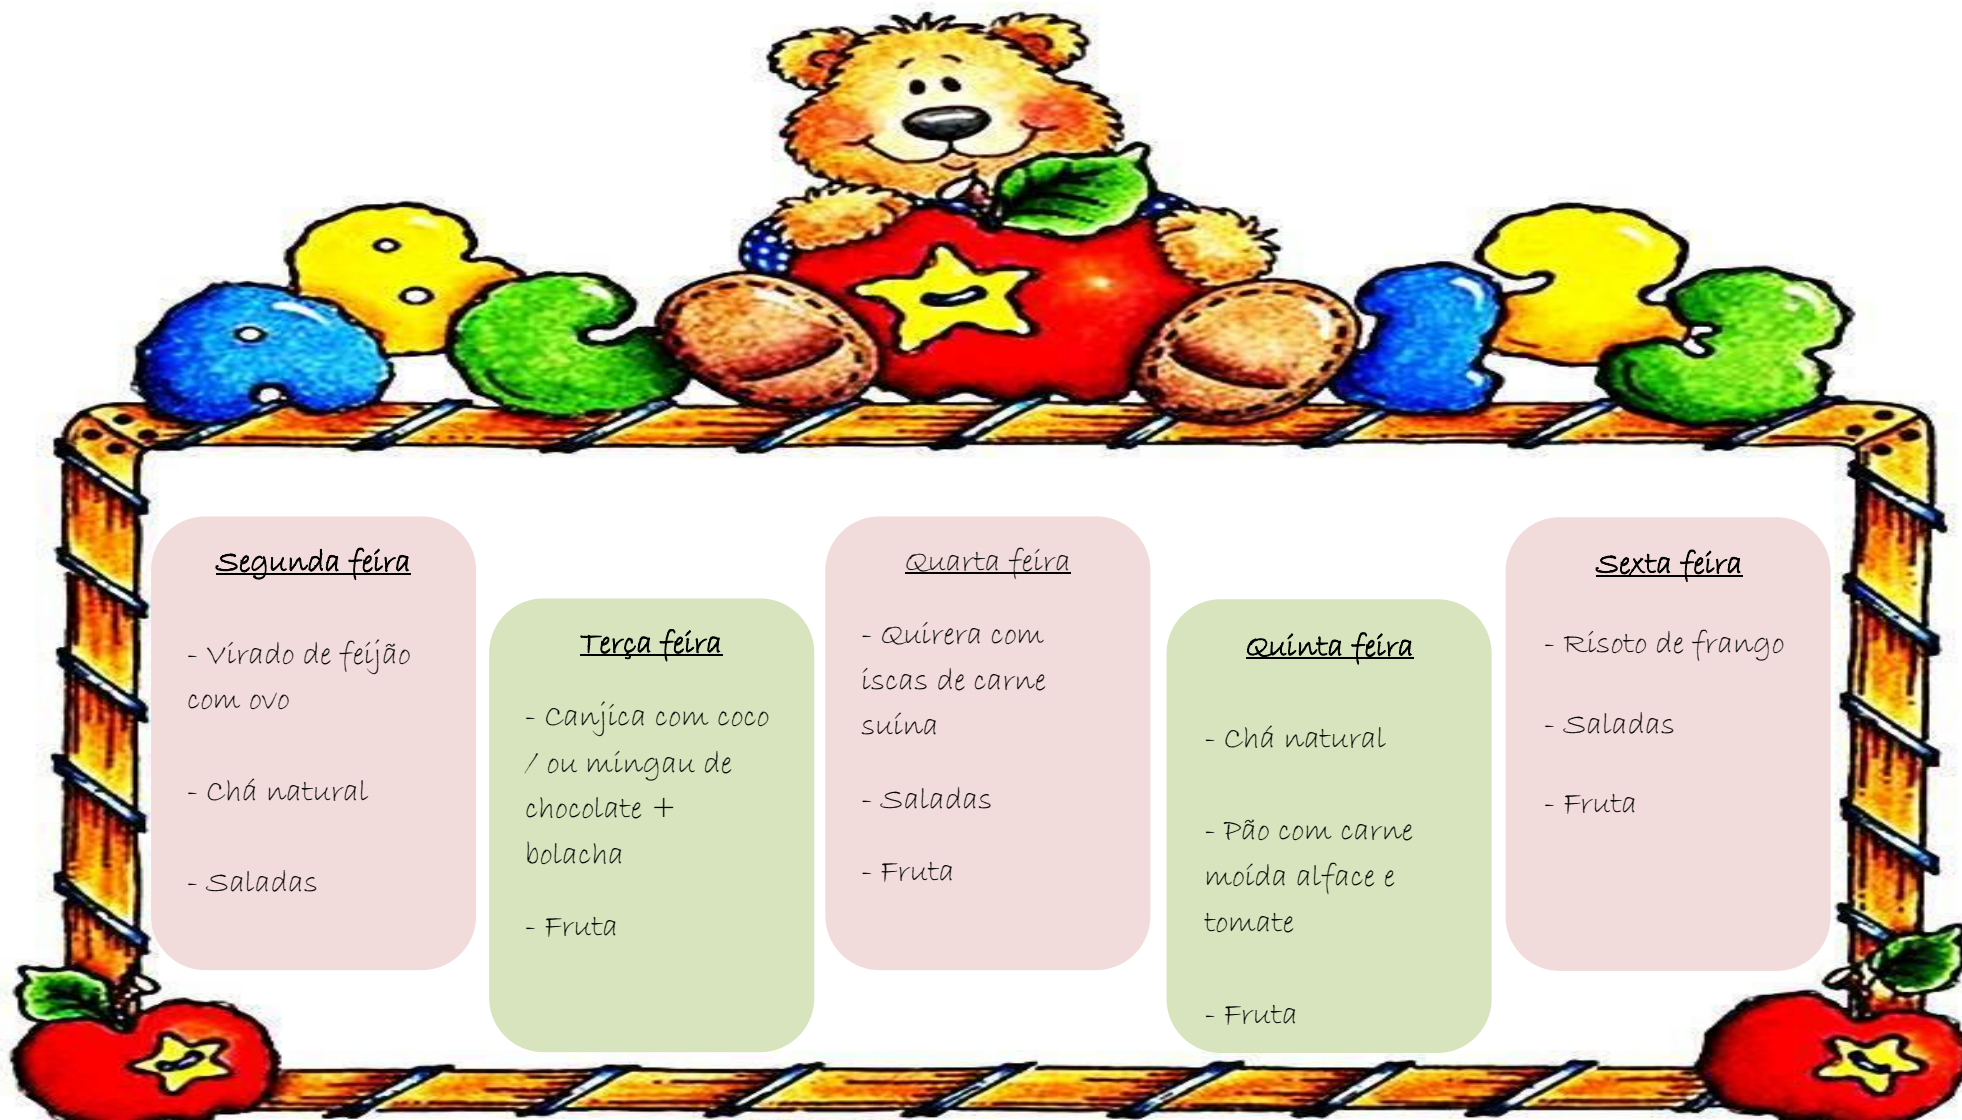 Segunda feira
- Virado de feijão
com ovo
- Chá natural
- Saladas
Terça feira
- Canjica com coco
/ ou mingau de
chocolate +
bolacha
- Fruta
Quarta feira
- Quirera com
iscas de carne
suína
- Saladas
- Fruta
Quinta feira
- Chá natural
- Pão com carne
moída alface e
tomate
- Fruta
Sexta feira
- Risoto de frango
- Saladas
- Fruta